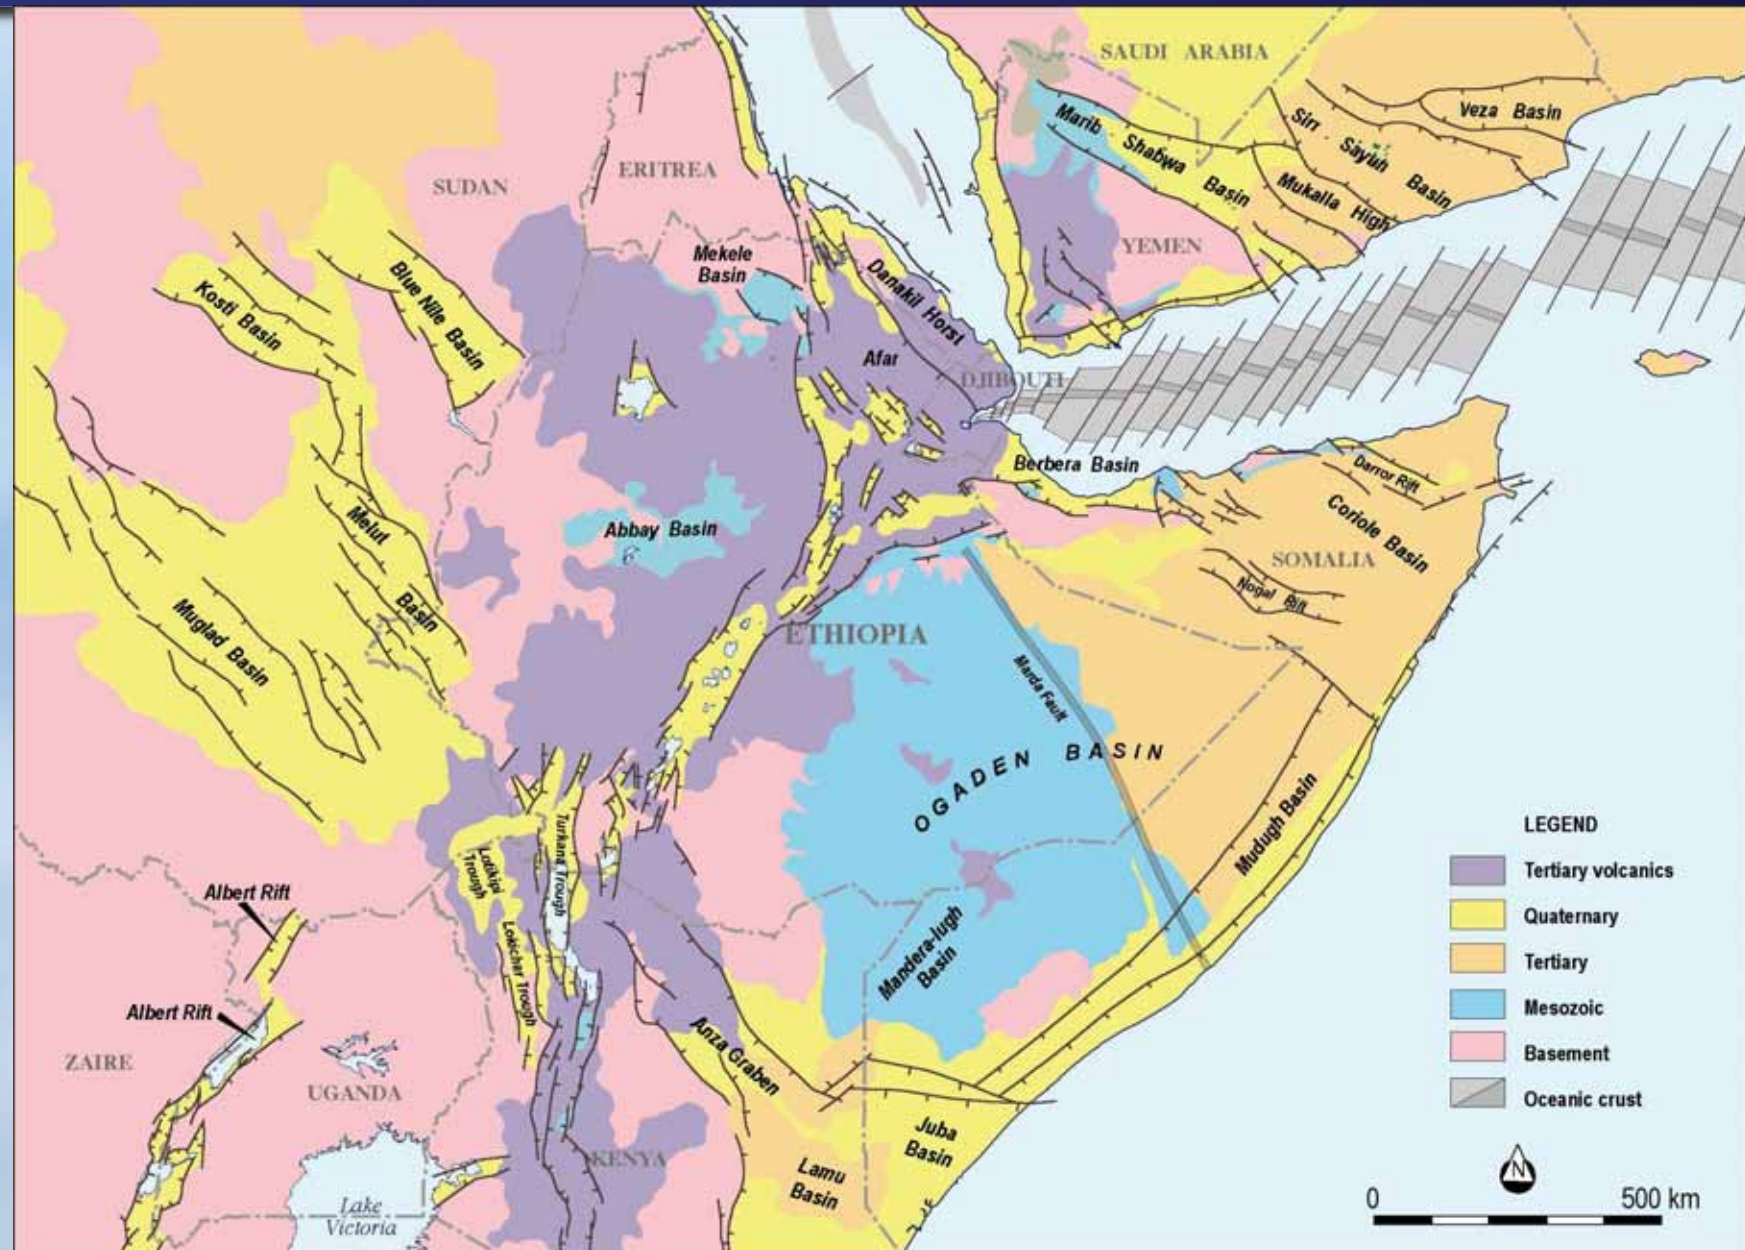 SAUDI ARABIA
Veza Basin
Marib - Shabwa Basin
Sirr - Sayun Basin
Mukalla High
ERITREA
SUDAN
YEMEN
Mekele
Basin
Danakil Horst
Blue Nile Basin
Kosti Basin
Afar
DJIBOUTI
Berbera Basin
Darror Rift
Coriole Basin
Melut
Basin
Abbay Basin
SOMALIA
Nogal Rift
Muglad Basin
ETHIOPIA
Marda Fault
OGADEN BASIN
Mudugh Basin
Turkana Trough
Lotikipi
Trough
Lokichar Trough
Albert Rift
Mandera-lugh
Basin
Albert Rift
Anza Graben
ZAIRE
UGANDA
Juba
Basin
KENYA
Lamu
Basin
Lake
Victoria
LEGEND
Tertiary volcanics
Quaternary
Tertiary
Mesozoic
Basement
Oceanic crust
N
0 500 km